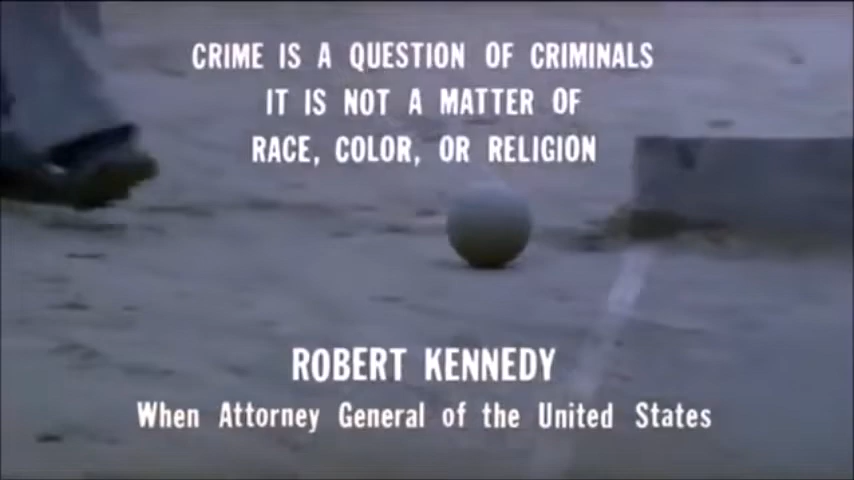 CRIME IS A QUESTION OF CRIMINALS
IT IS NOT A MATTER OF
RACE, COLOR, OR RELIGION
ROBERT KENNEDY
When Attorney General of the United States